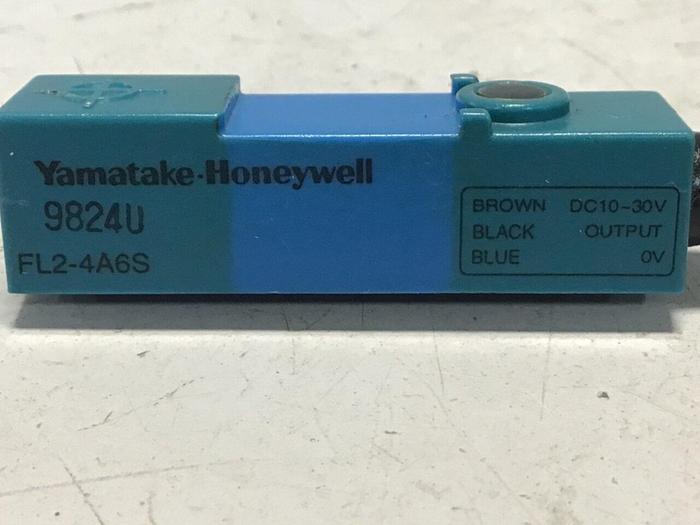 Yamatake-Honeywell
9824U
FL2-4A6S
BROWN DC10~30V
BLACK OUTPUT
BLUE 0V